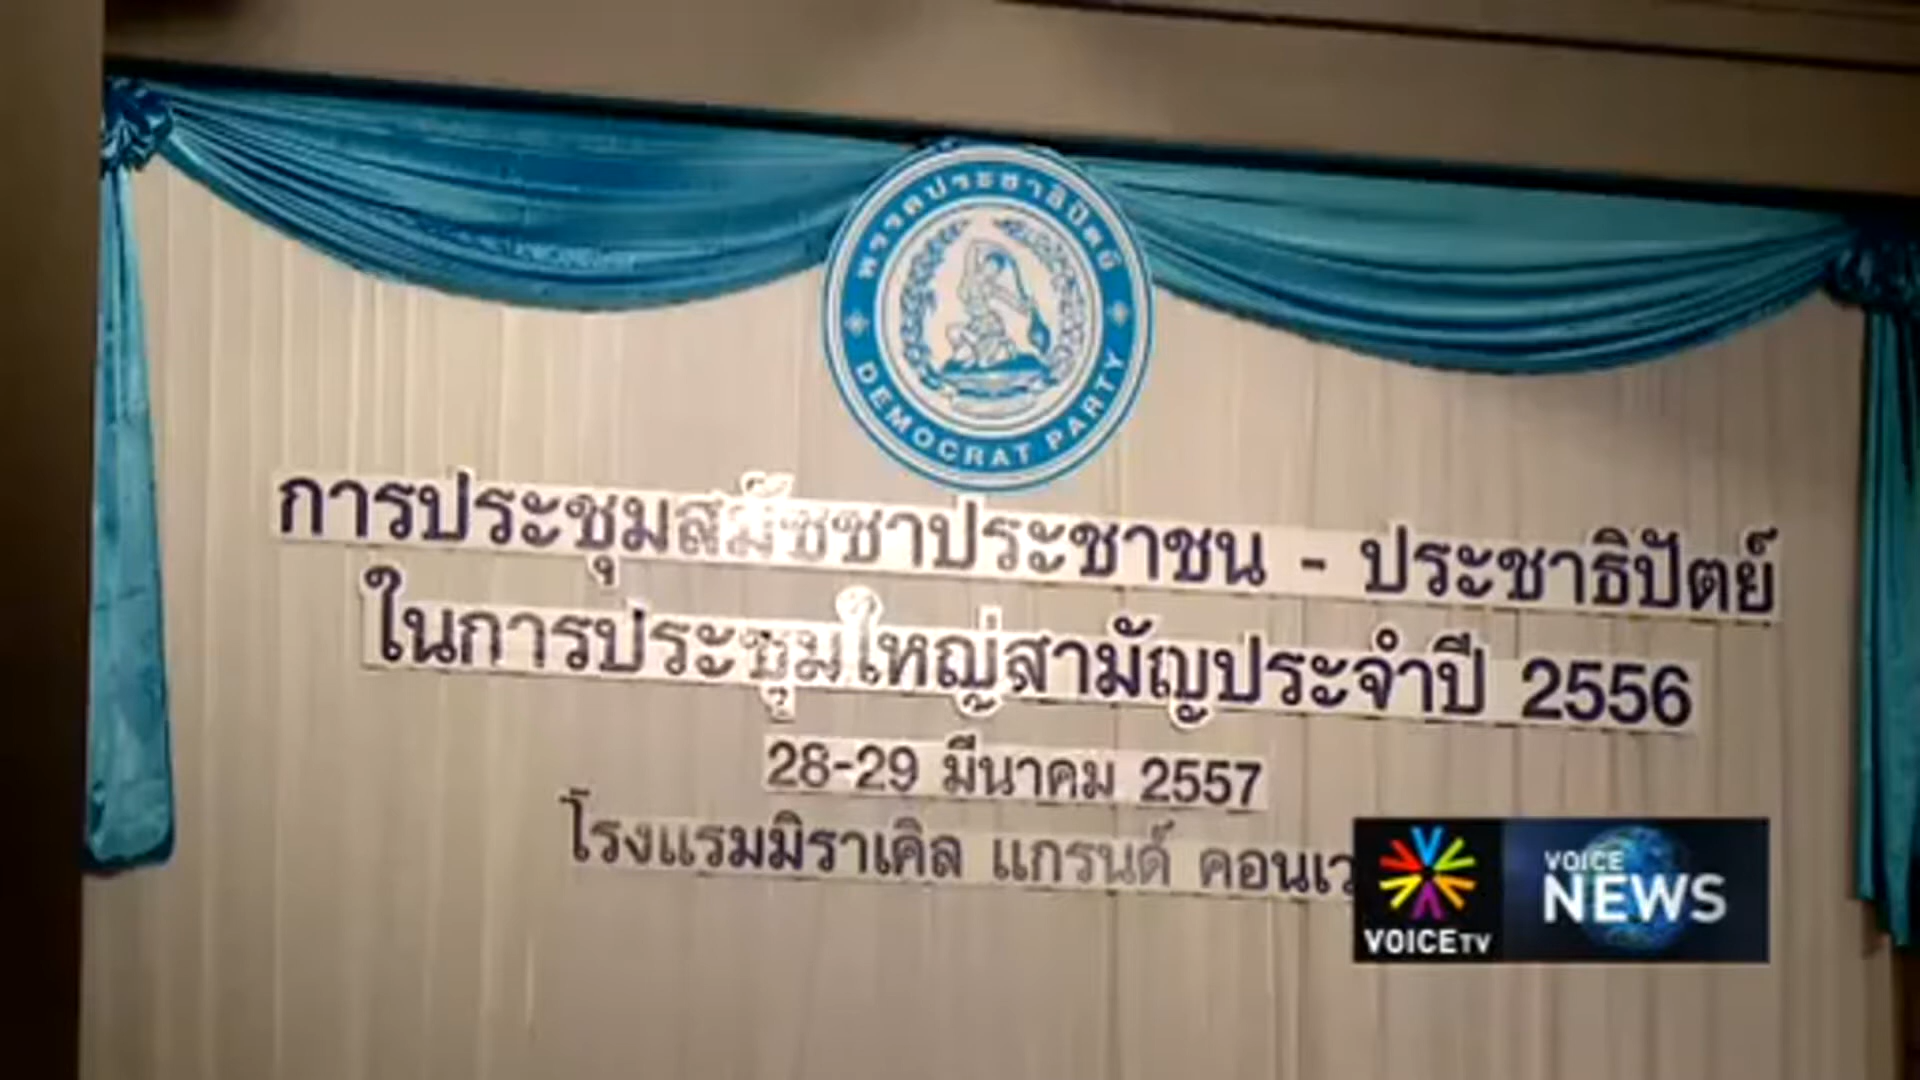 พรรคประชาธิปัตย์
DEMOCRAT PARTY
การประชุมสมัชชาประชาชน - ประชาธิปัตย์
ในการประชุมใหญ่สามัญประจำปี 2556
28-29 มีนาคม 2557
โรงแรมมิราเคิล แกรนด์
VOICE TV
VOICE NEWS